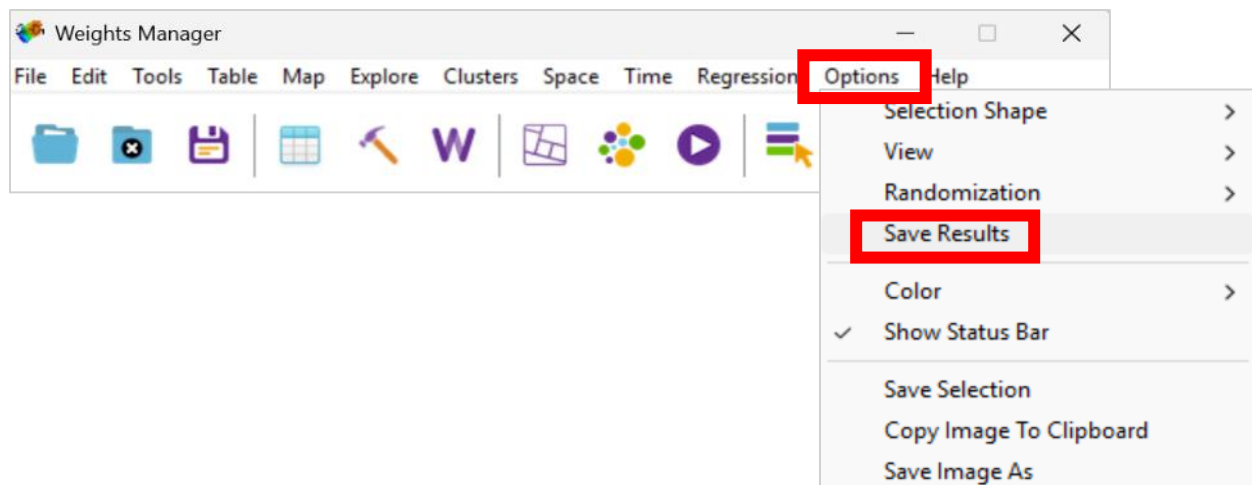 Weights Manager
File Edit Tools Table Map Explore Clusters Space Time Regression Options Help
W
Selection Shape
View
Randomization
Save Results
Color
Show Status Bar
Save Selection
Copy Image To Clipboard
Save Image As